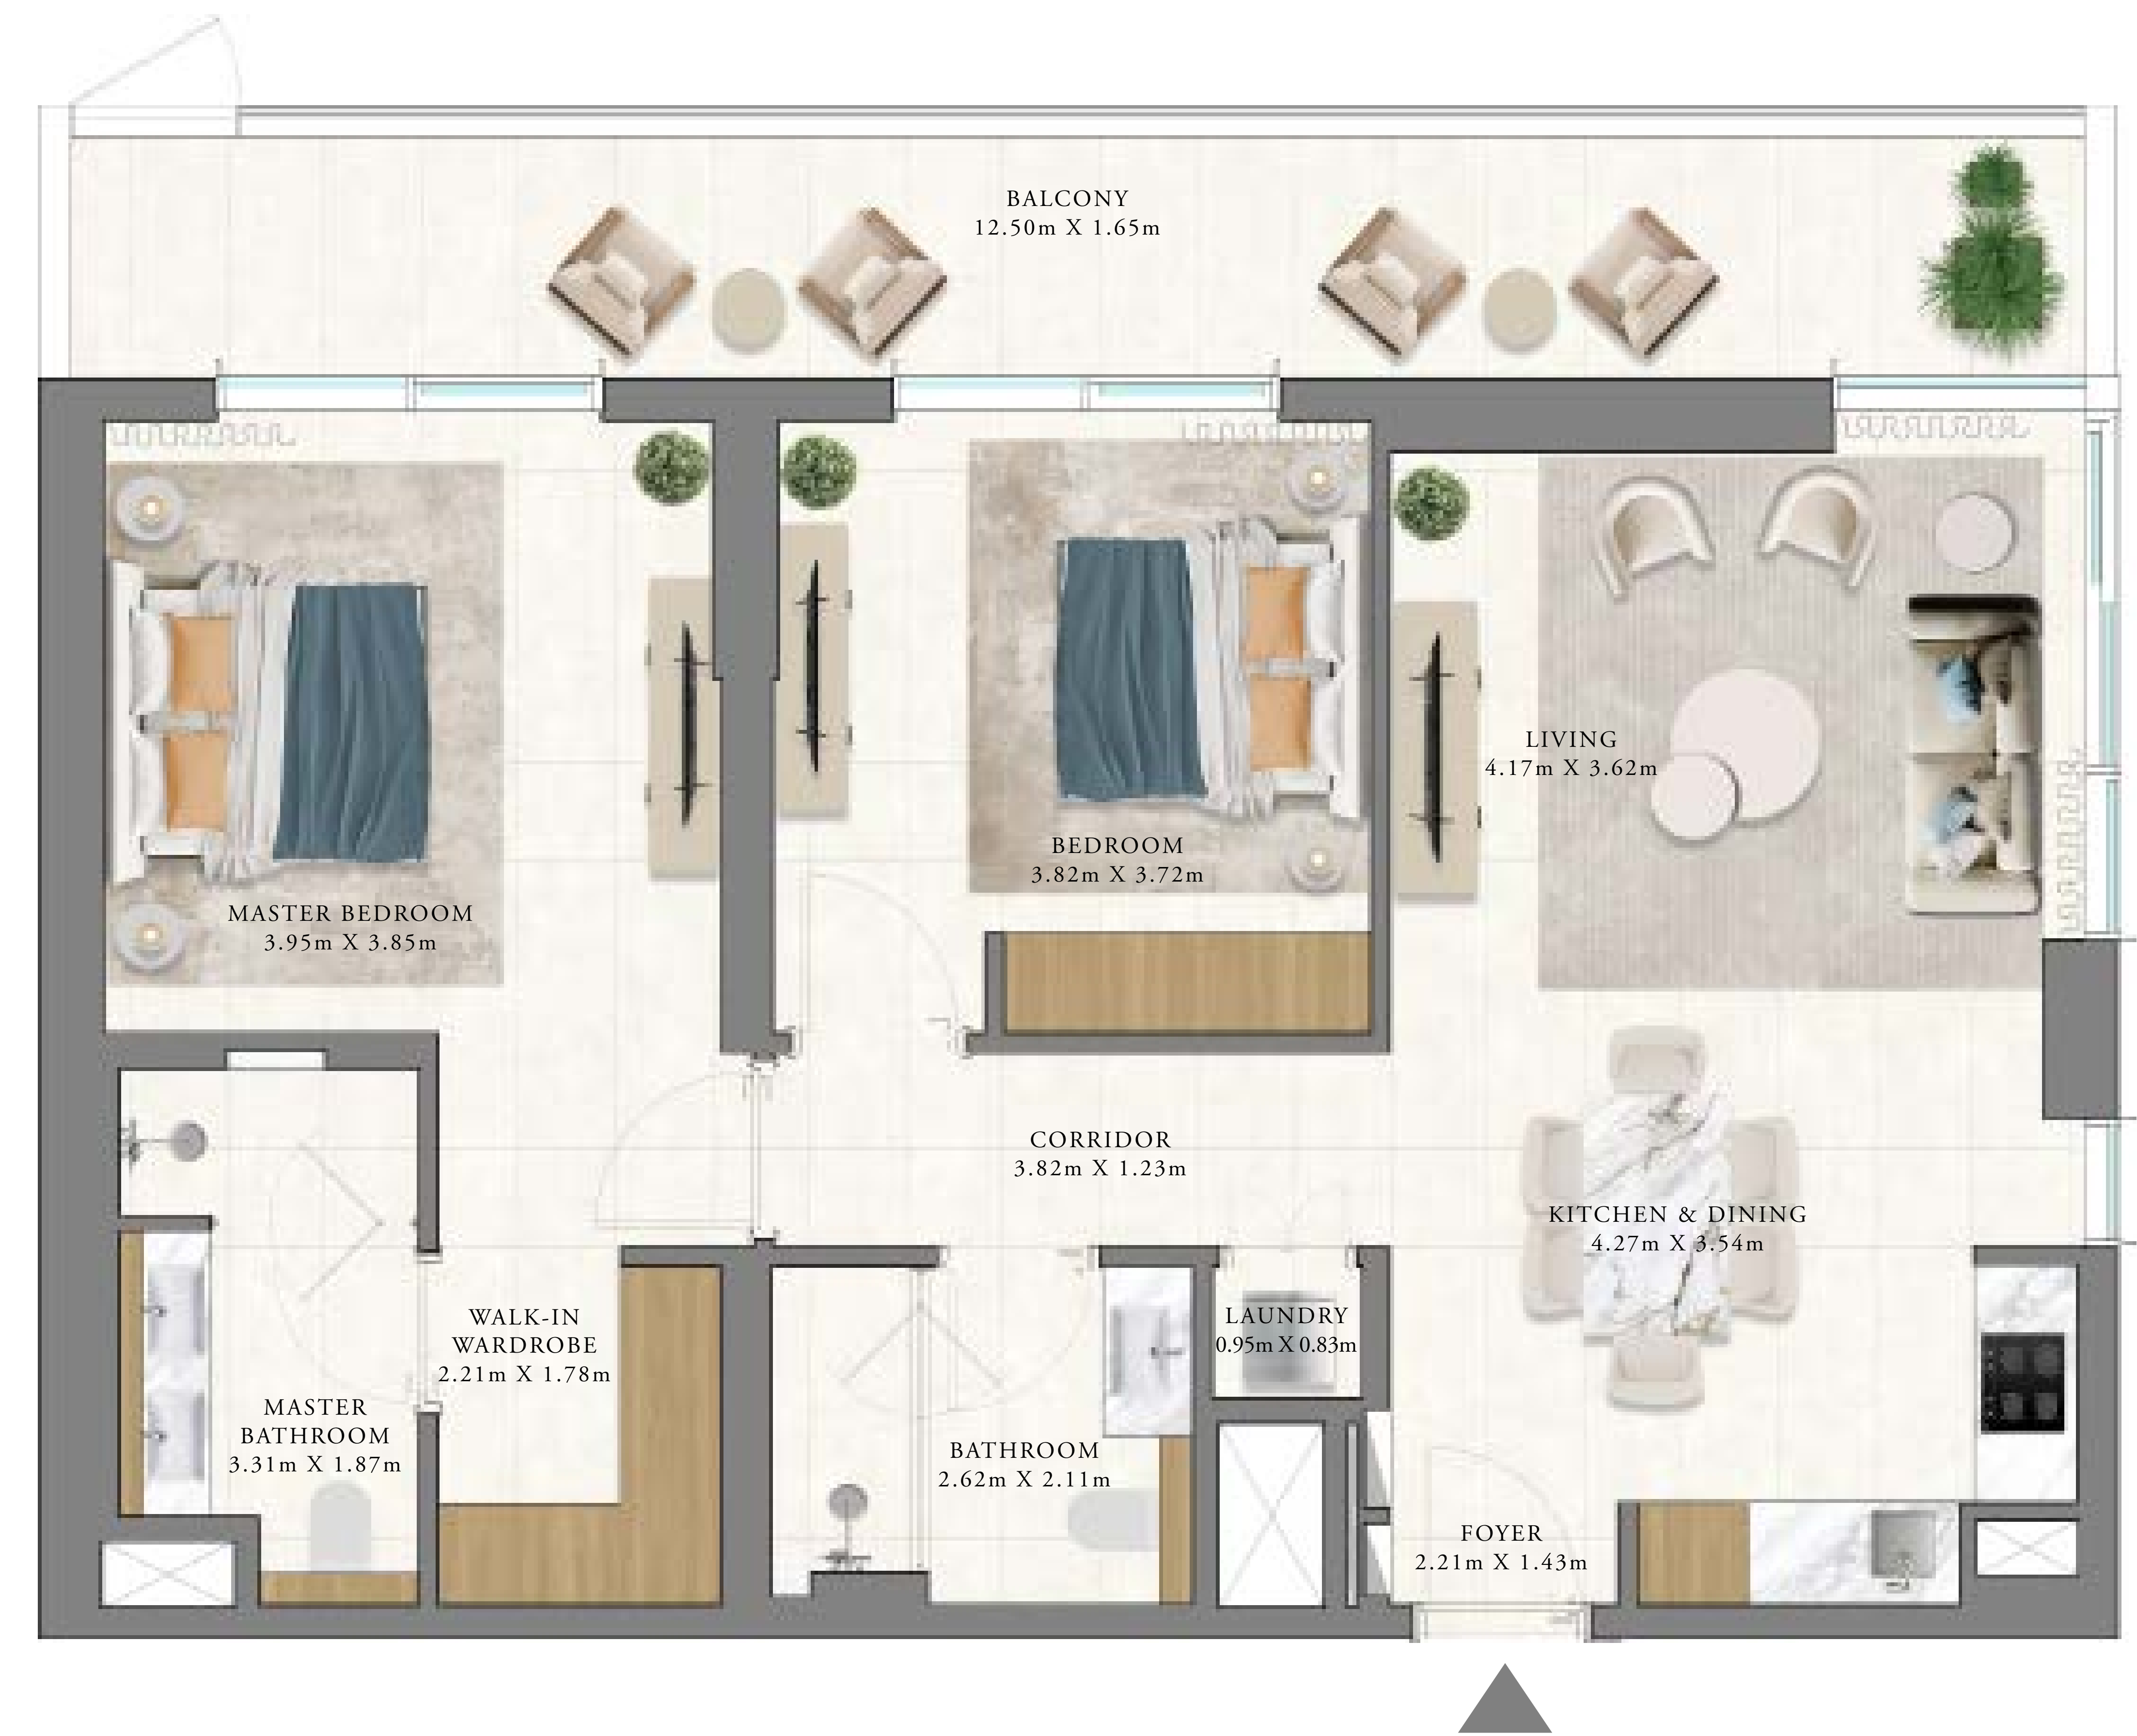 BALCONY
12.50m X 1.65m
LIVING
4.17m X 3.62m
BEDROOM
3.82m X 3.72m
MASTER BEDROOM
3.95m X 3.85m
CORRIDOR
3.82m X 1.23m
KITCHEN & DINING
4.27m X 3.54m
WALK-IN
WARDROBE
2.21m X 1.78m
LAUNDRY
0.95m X 0.83m
MASTER
BATHROOM
3.31m X 1.87m
BATHROOM
2.62m X 2.11m
FOYER
2.21m X 1.43m